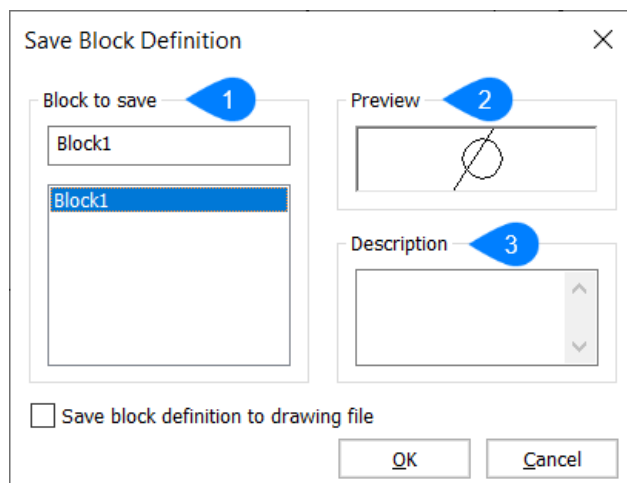 Save Block Definition
Block to save
1
Preview
2
Block1
Block1
Description
3
Save block definition to drawing file
OK
Cancel